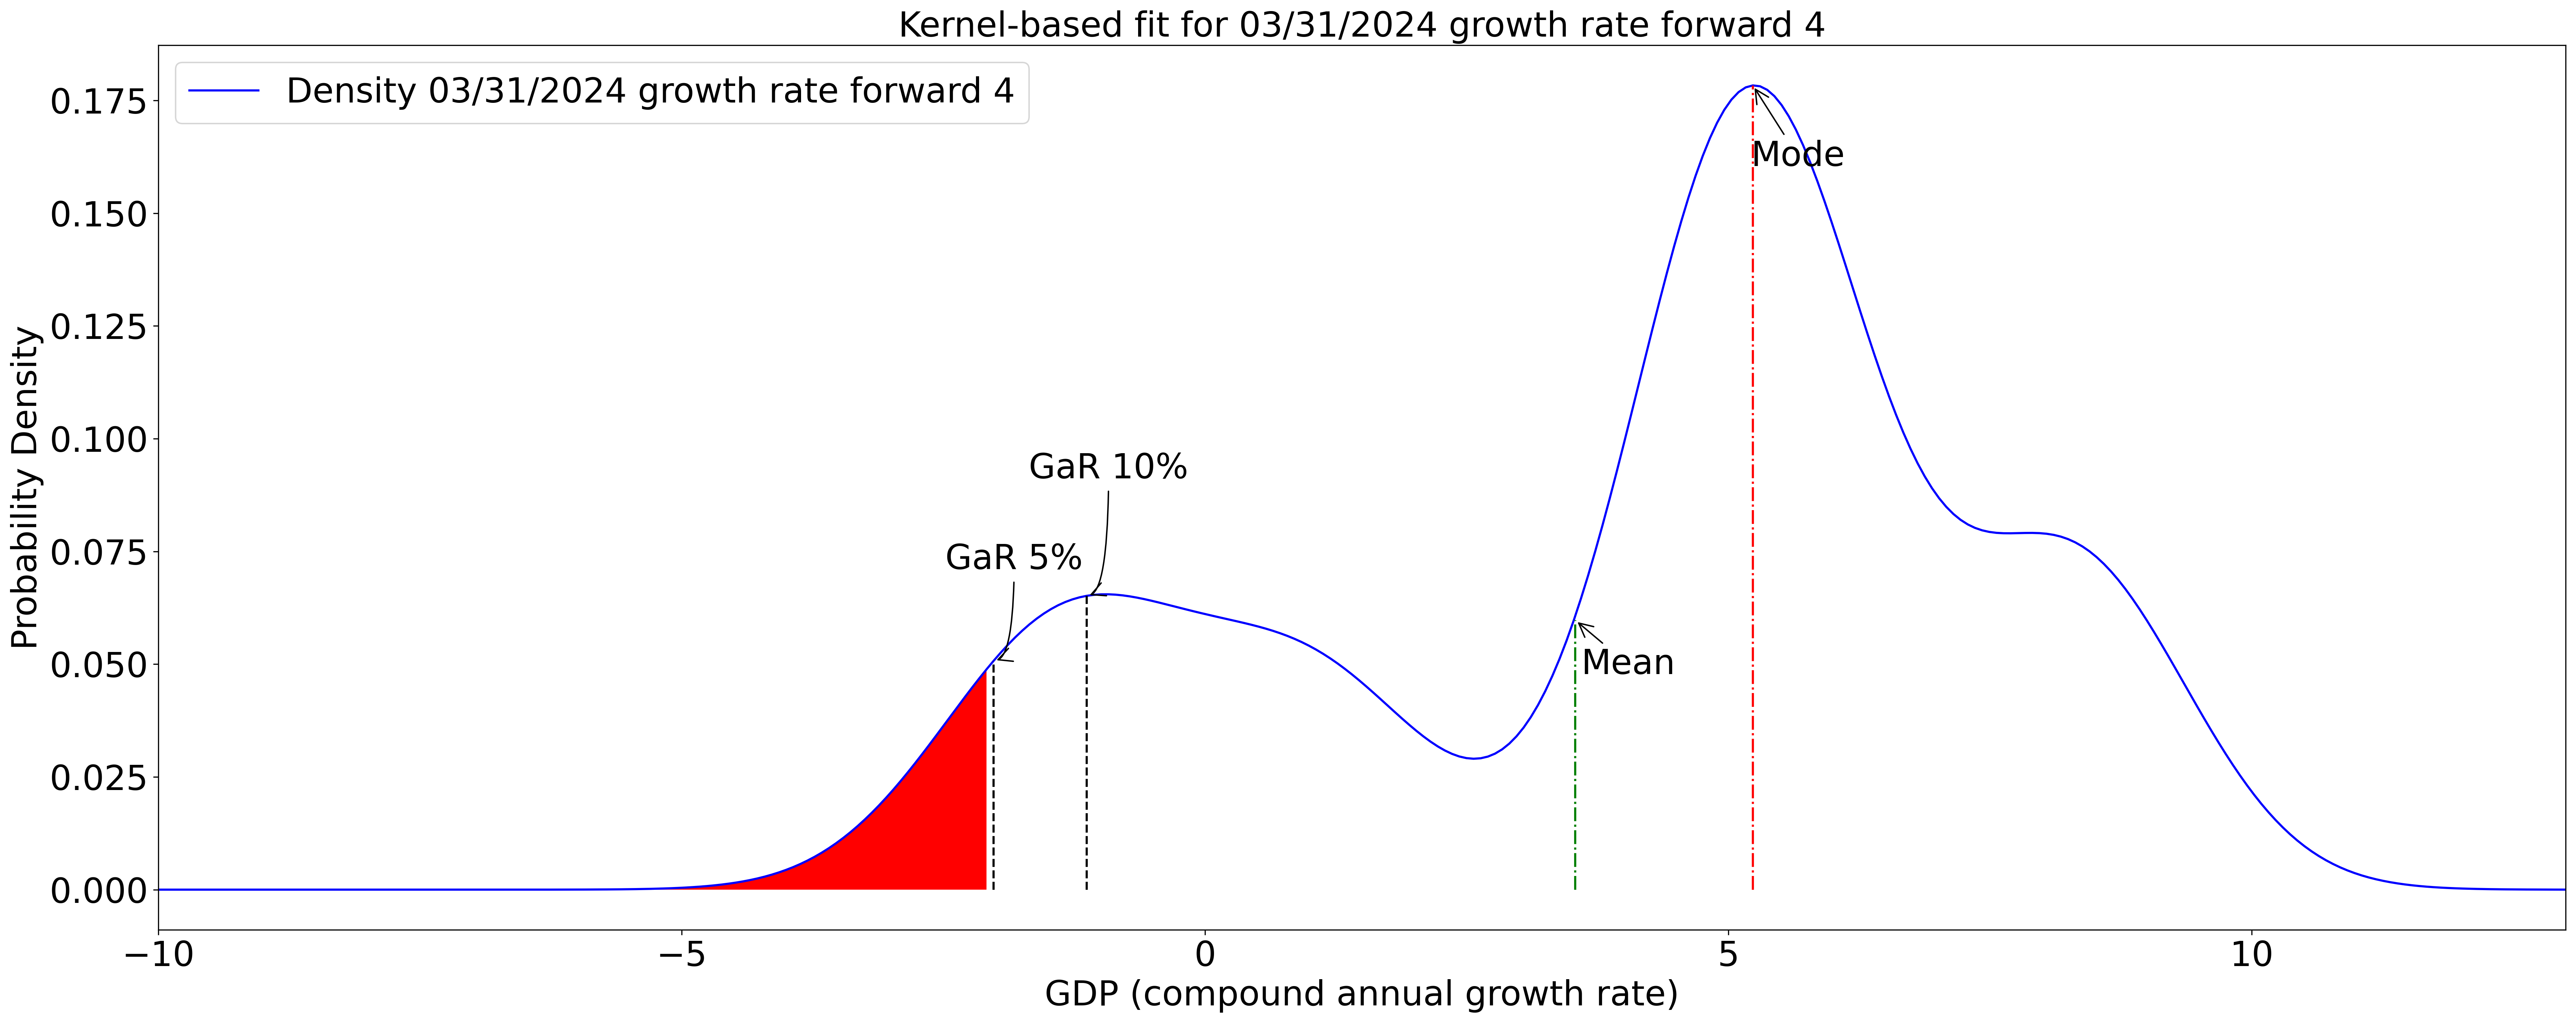 Kernel-based fit for 03/31/2024 growth rate forward 4
Density 03/31/2024 growth rate forward 4
Probability Density
0.175
0.150
0.125
0.100
0.075
0.050
0.025
0.000
Mode
GaR 10%
GaR 5%
Mean
−10
−5
0
5
10
GDP (compound annual growth rate)